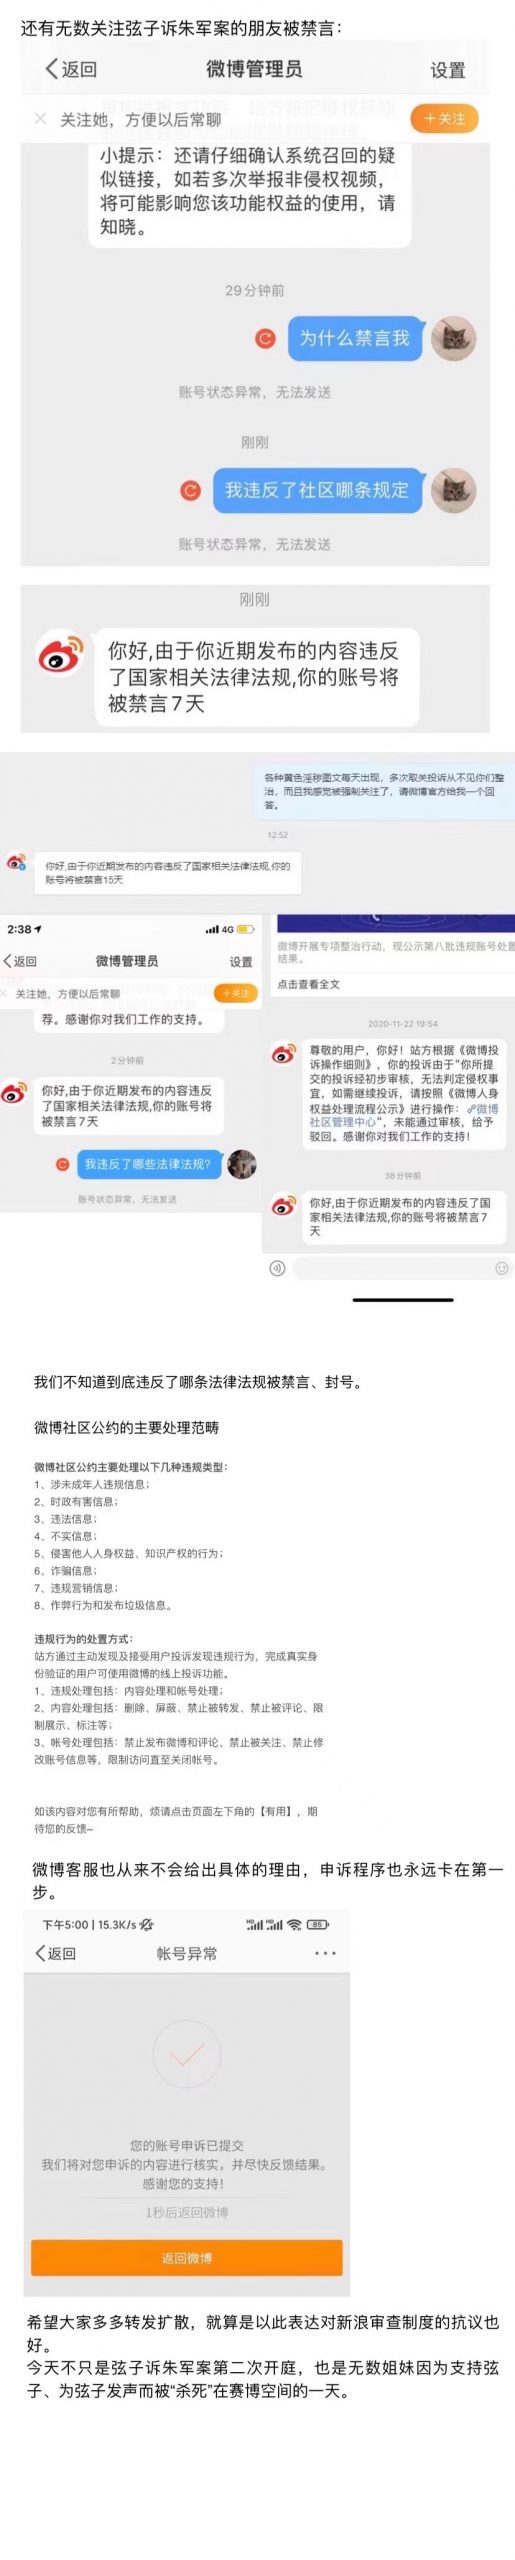 还有无数关注弦子诉朱军案的朋友被禁言：
返回
微博管理员
设置
关注她，方便以后常聊
＋关注
小提示：还请仔细确认系统召回的疑
似链接，如若多次举报非侵权视频，
将可能影响您该功能权益的使用，请
知晓。
29分钟前
为什么禁言我
账号状态异常，无法发送
刚刚
我违反了社区哪条规定
账号状态异常，无法发送
刚刚
你好,由于你近期发布的内容违反
了国家相关法律法规,你的账号将
被禁言7天
各种黄色淫秽图文每天出现，多次取关投诉从不见你们整
治，而且我感觉被强制关注了，请微博官方给我一个回
答。
12:52
你好,由于你近期发布的内容违反了国家相关法律法规,你的
账号将被禁言15天
2:38
4G
返回
微博管理员
设置
关注她，方便以后常聊
＋关注
荐。感谢你对我们工作的支持。
2分钟前
你好,由于你近期发布的内容违反
了国家相关法律法规,你的账号将
被禁言7天
我违反了哪些法律法规？
账号状态异常，无法发送
微博开展专项整治行动，现公示第八批违规账号处置
结果。
点击查看全文
2020-11-22 19:54
尊敬的用户，你好！站方根据《微博投
诉操作细则》，你的投诉由于“你所提
交的投诉经初步审核，无法判定侵权事
宜，如需继续投诉，请按照《微博人身
权益处理流程公示》进行操作：微博
社区管理中心”，未能通过审核，给予
驳回。感谢你对我们工作的支持！
38分钟前
你好,由于你近期发布的内容违反了国
家相关法律法规,你的账号将被禁言7
天
我们不知道到底违反了哪条法律法规被禁言、封号。
微博社区公约的主要处理范畴
微博社区公约主要处理以下几种违规类型：
1、涉未成年人违规信息；
2、时政有害信息；
3、违法信息；
4、不实信息；
5、侵害他人人身权益、知识产权的行为；
6、诈骗信息；
7、违规营销信息；
8、作弊行为和发布垃圾信息。
违规行为的处置方式：
站方通过主动发现及接受用户投诉发现违规行为，完成真实身
份验证的用户可使用微博的线上投诉功能。
1、违规处理包括：内容处理和帐号处理；
2、内容处理包括：删除、屏蔽、禁止被转发、禁止被评论、限
制展示、标注等；
3、帐号处理包括：禁止发布微博和评论、禁止被关注、禁止修
改账号信息等，限制访问直至关闭帐号。
如该内容对您有所帮助，烦请点击页面左下角的【有用】，期
待您的反馈~
微博客服也从来不会给出具体的理由，申诉程序也永远卡在第一
步。
下午5:00 | 15.3K/s
85
返回
帐号异常
您的账号申诉已提交
我们将对您申诉的内容进行核实，并尽快反馈结果。
感谢您的支持！
1秒后返回微博
返回微博
希望大家多多转发扩散，就算是以此表达对新浪审查制度的抗议也
好。
今天不只是弦子诉朱军案第二次开庭，也是无数姐妹因为支持弦
子、为弦子发声而被“杀死”在赛博空间的一天。